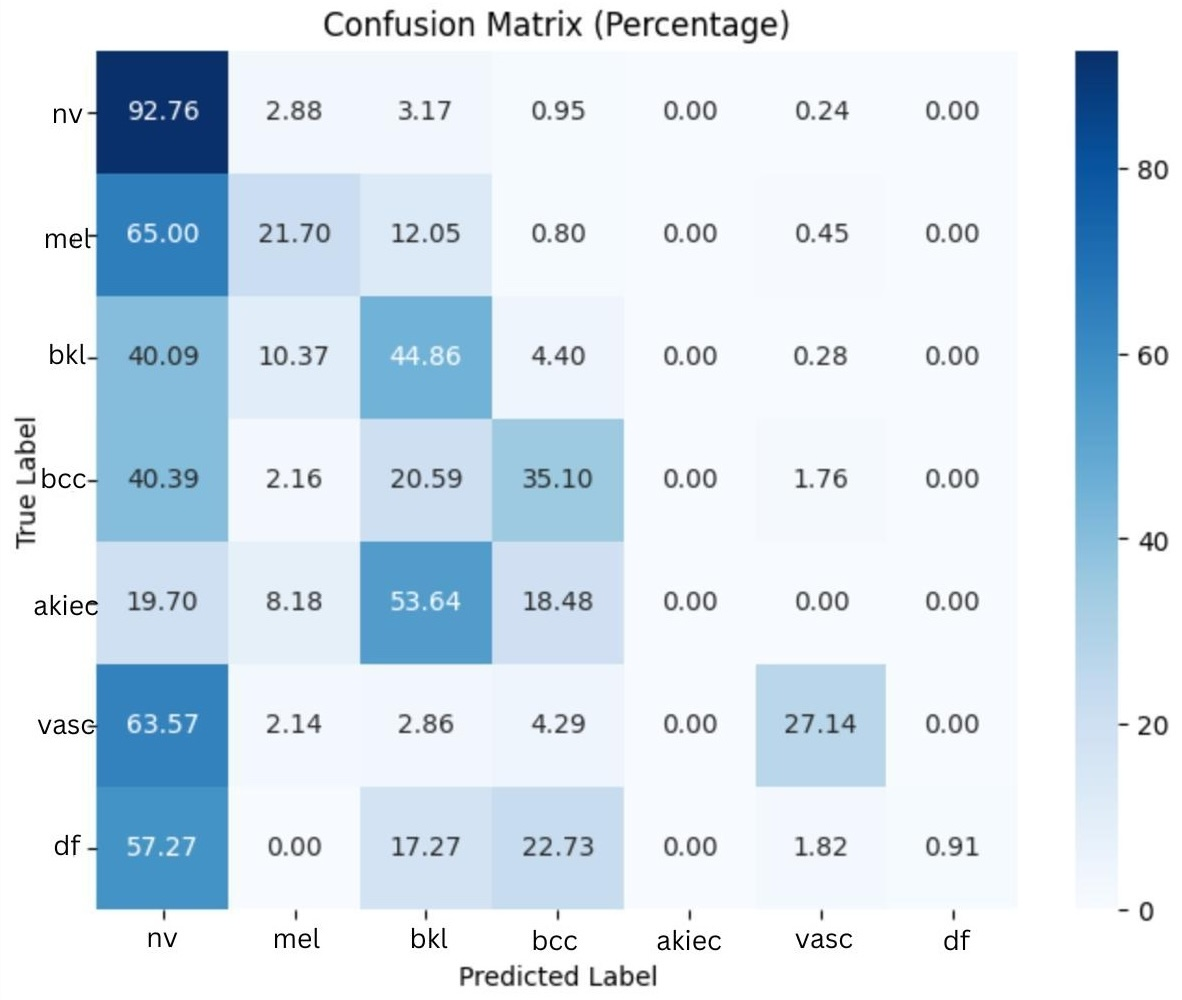 Confusion Matrix (Percentage)
nv 92.76 2.88 3.17 0.95 0.00 0.24 0.00
mel 65.00 21.70 12.05 0.80 0.00 0.45 0.00
bkl 40.09 10.37 44.86 4.40 0.00 0.28 0.00
bcc 40.39 2.16 20.59 35.10 0.00 1.76 0.00
akiec 19.70 8.18 53.64 18.48 0.00 0.00 0.00
vasc 63.57 2.14 2.86 4.29 0.00 27.14 0.00
df 57.27 0.00 17.27 22.73 0.00 1.82 0.91
nv mel bkl bcc akiec vasc df
Predicted Label
True Label
80
60
40
20
0